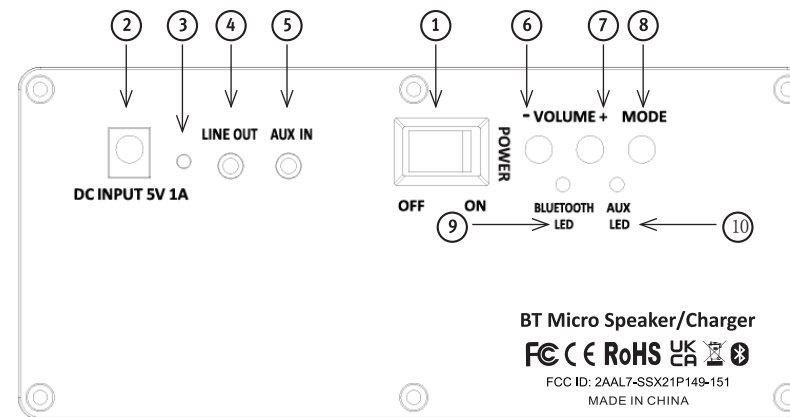 2 3 4 5 1 6 7 8
- VOLUME + MODE
LINE OUT AUX IN
POWER
DC INPUT 5V 1A
OFF ON
BLUETOOTH LED
AUX LED
9 10
BT Micro Speaker/Charger
FC CE RoHS UK CA
FCC ID: 2AAL7-SSX21P149-151
MADE IN CHINA